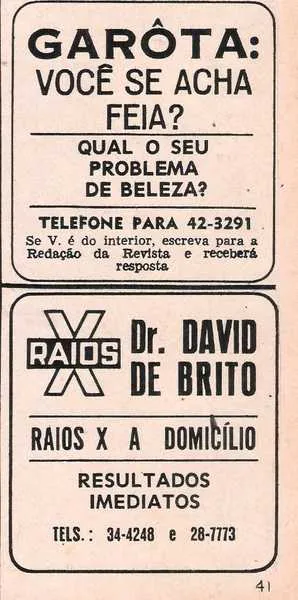 GARÔTA:
VOCÊ SE ACHA
FEIA?
QUAL O SEU
PROBLEMA
DE BELEZA?
TELEFONE PARA 42-3291
Se V. é do interior, escreva para a
Redação da Revista e receberá
resposta
X
RAIOS
Dr. DAVID
DE BRITO
RAIOS X A DOMICÍLIO
RESULTADOS
IMEDIATOS
TELS.: 34-4248 e 28-7773
41